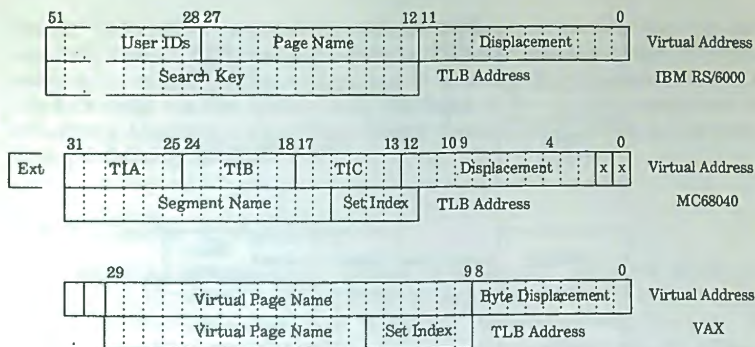 51 28 27 12 11 0
User IDs Page Name Displacement Virtual Address
Search Key TLB Address IBM RS/6000
31 25 24 18 17 13 12 10 9 4 0
Ext TIA TIB TIC Displacement x x Virtual Address
Segment Name Set Index TLB Address MC68040
29 9 8 0
Virtual Page Name Byte Displacement Virtual Address
Virtual Page Name Set Index TLB Address VAX